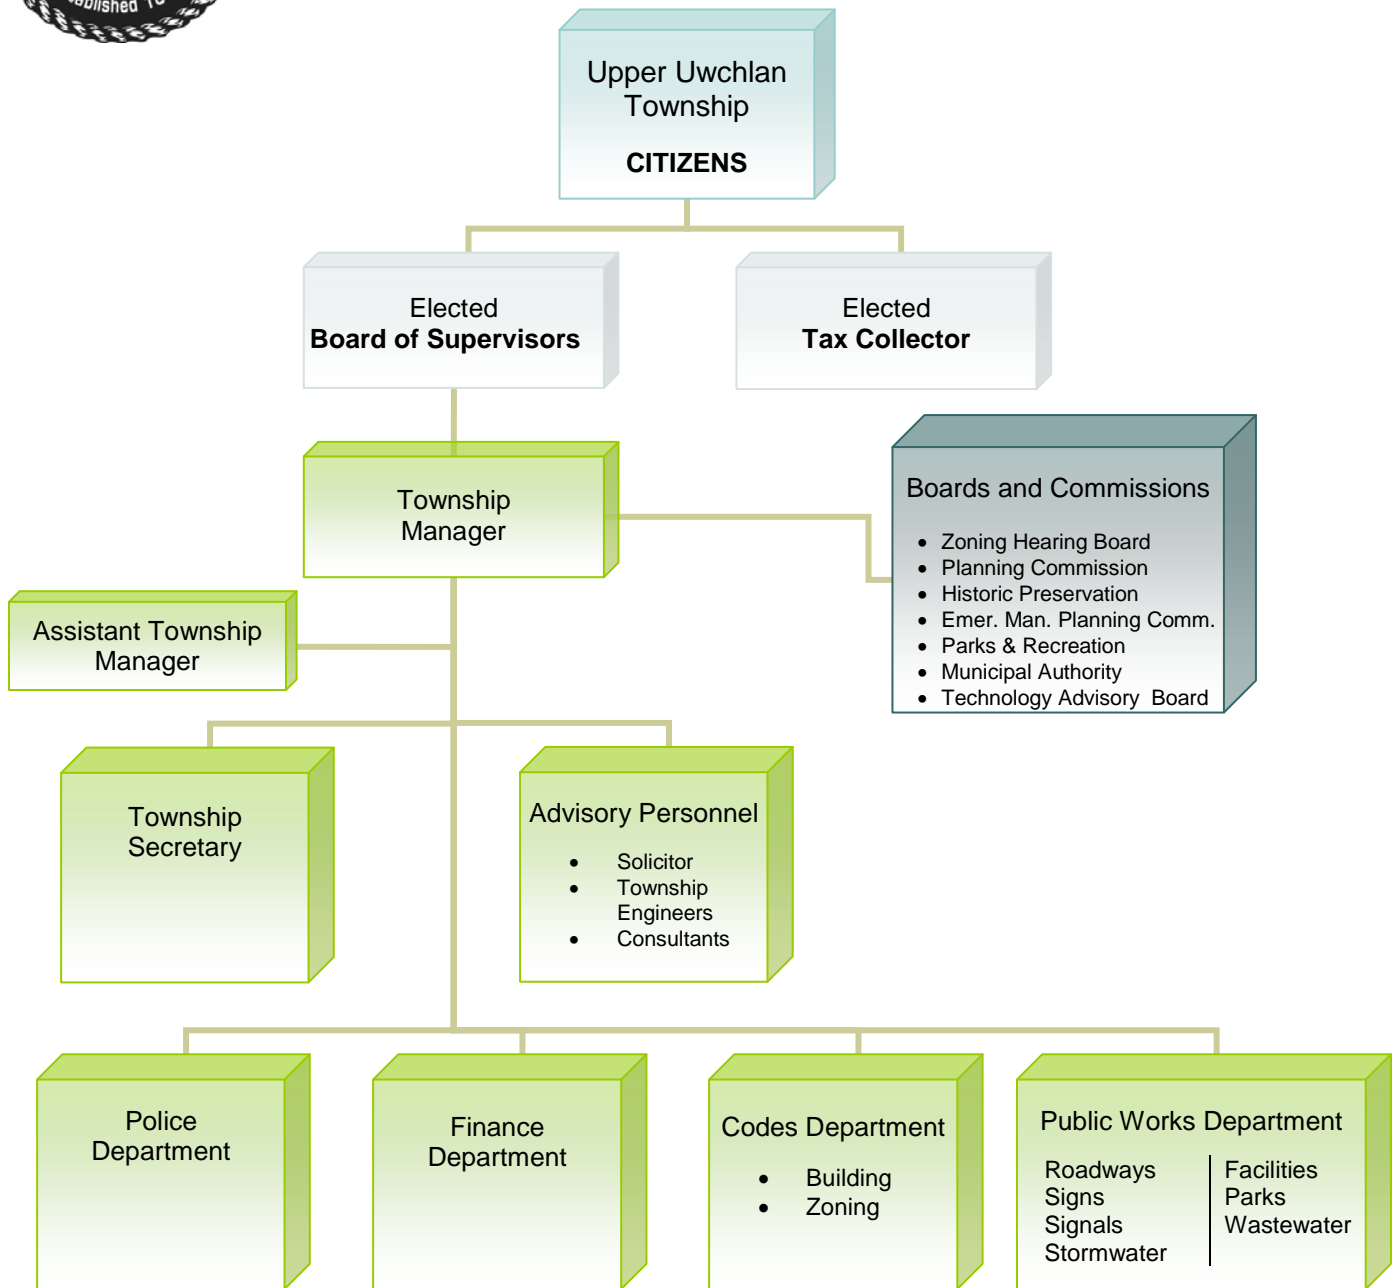 Established
Upper Uwchlan
Township
CITIZENS
Elected
Board of Supervisors
Elected
Tax Collector
Township
Manager
Boards and Commissions
• Zoning Hearing Board
• Planning Commission
• Historic Preservation
• Emer. Man. Planning Comm.
• Parks & Recreation
• Municipal Authority
• Technology Advisory Board
Assistant Township
Manager
Township
Secretary
Advisory Personnel
• Solicitor
• Township
Engineers
• Consultants
Police
Department
Finance
Department
Codes Department
• Building
• Zoning
Public Works Department
Roadways
Signs
Signals
Stormwater
Facilities
Parks
Wastewater